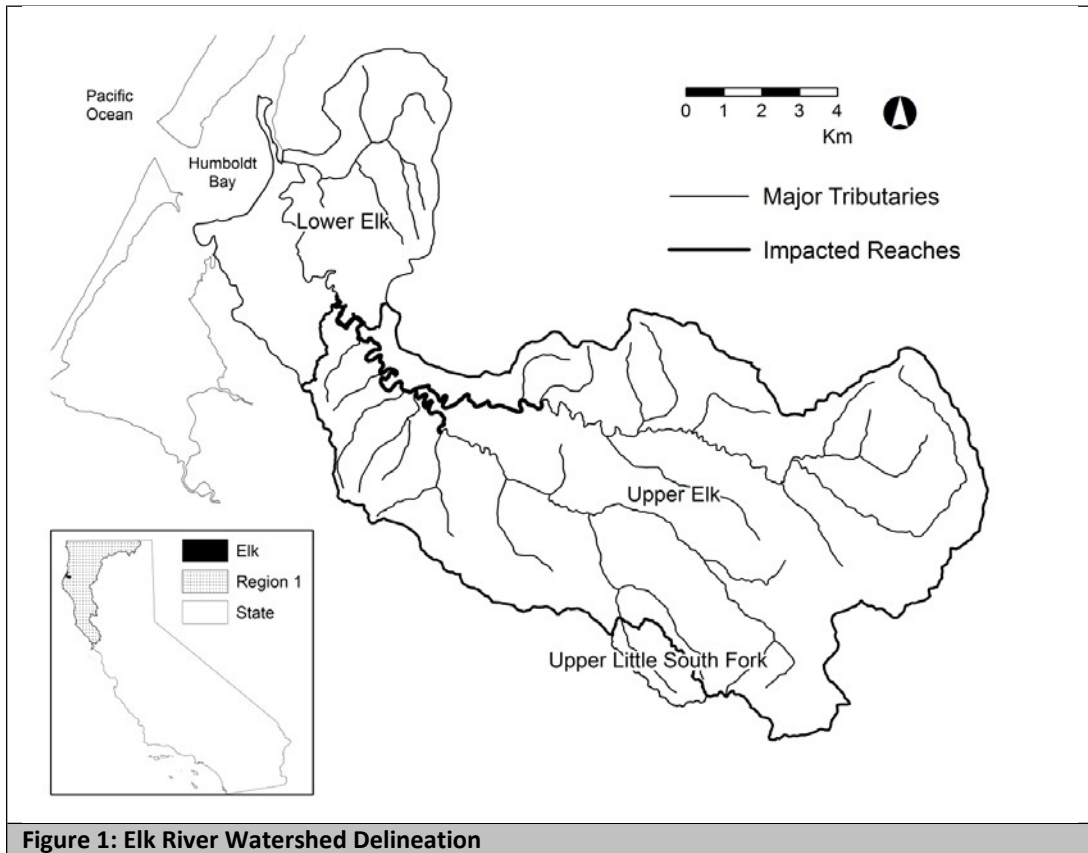 Pacific
Ocean
Humboldt
Bay
Lower Elk
0 1 2 3 4
Km
Major Tributaries
Impacted Reaches
Upper Elk
Upper Little South Fork
Elk
Region 1
State
Figure 1: Elk River Watershed Delineation